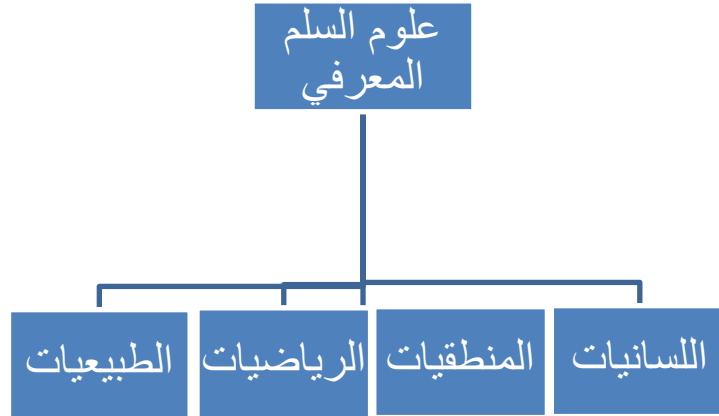 علوم السلم
المعرفي
اللسانيات
المنطقيات
الرياضيات
الطبيعيات